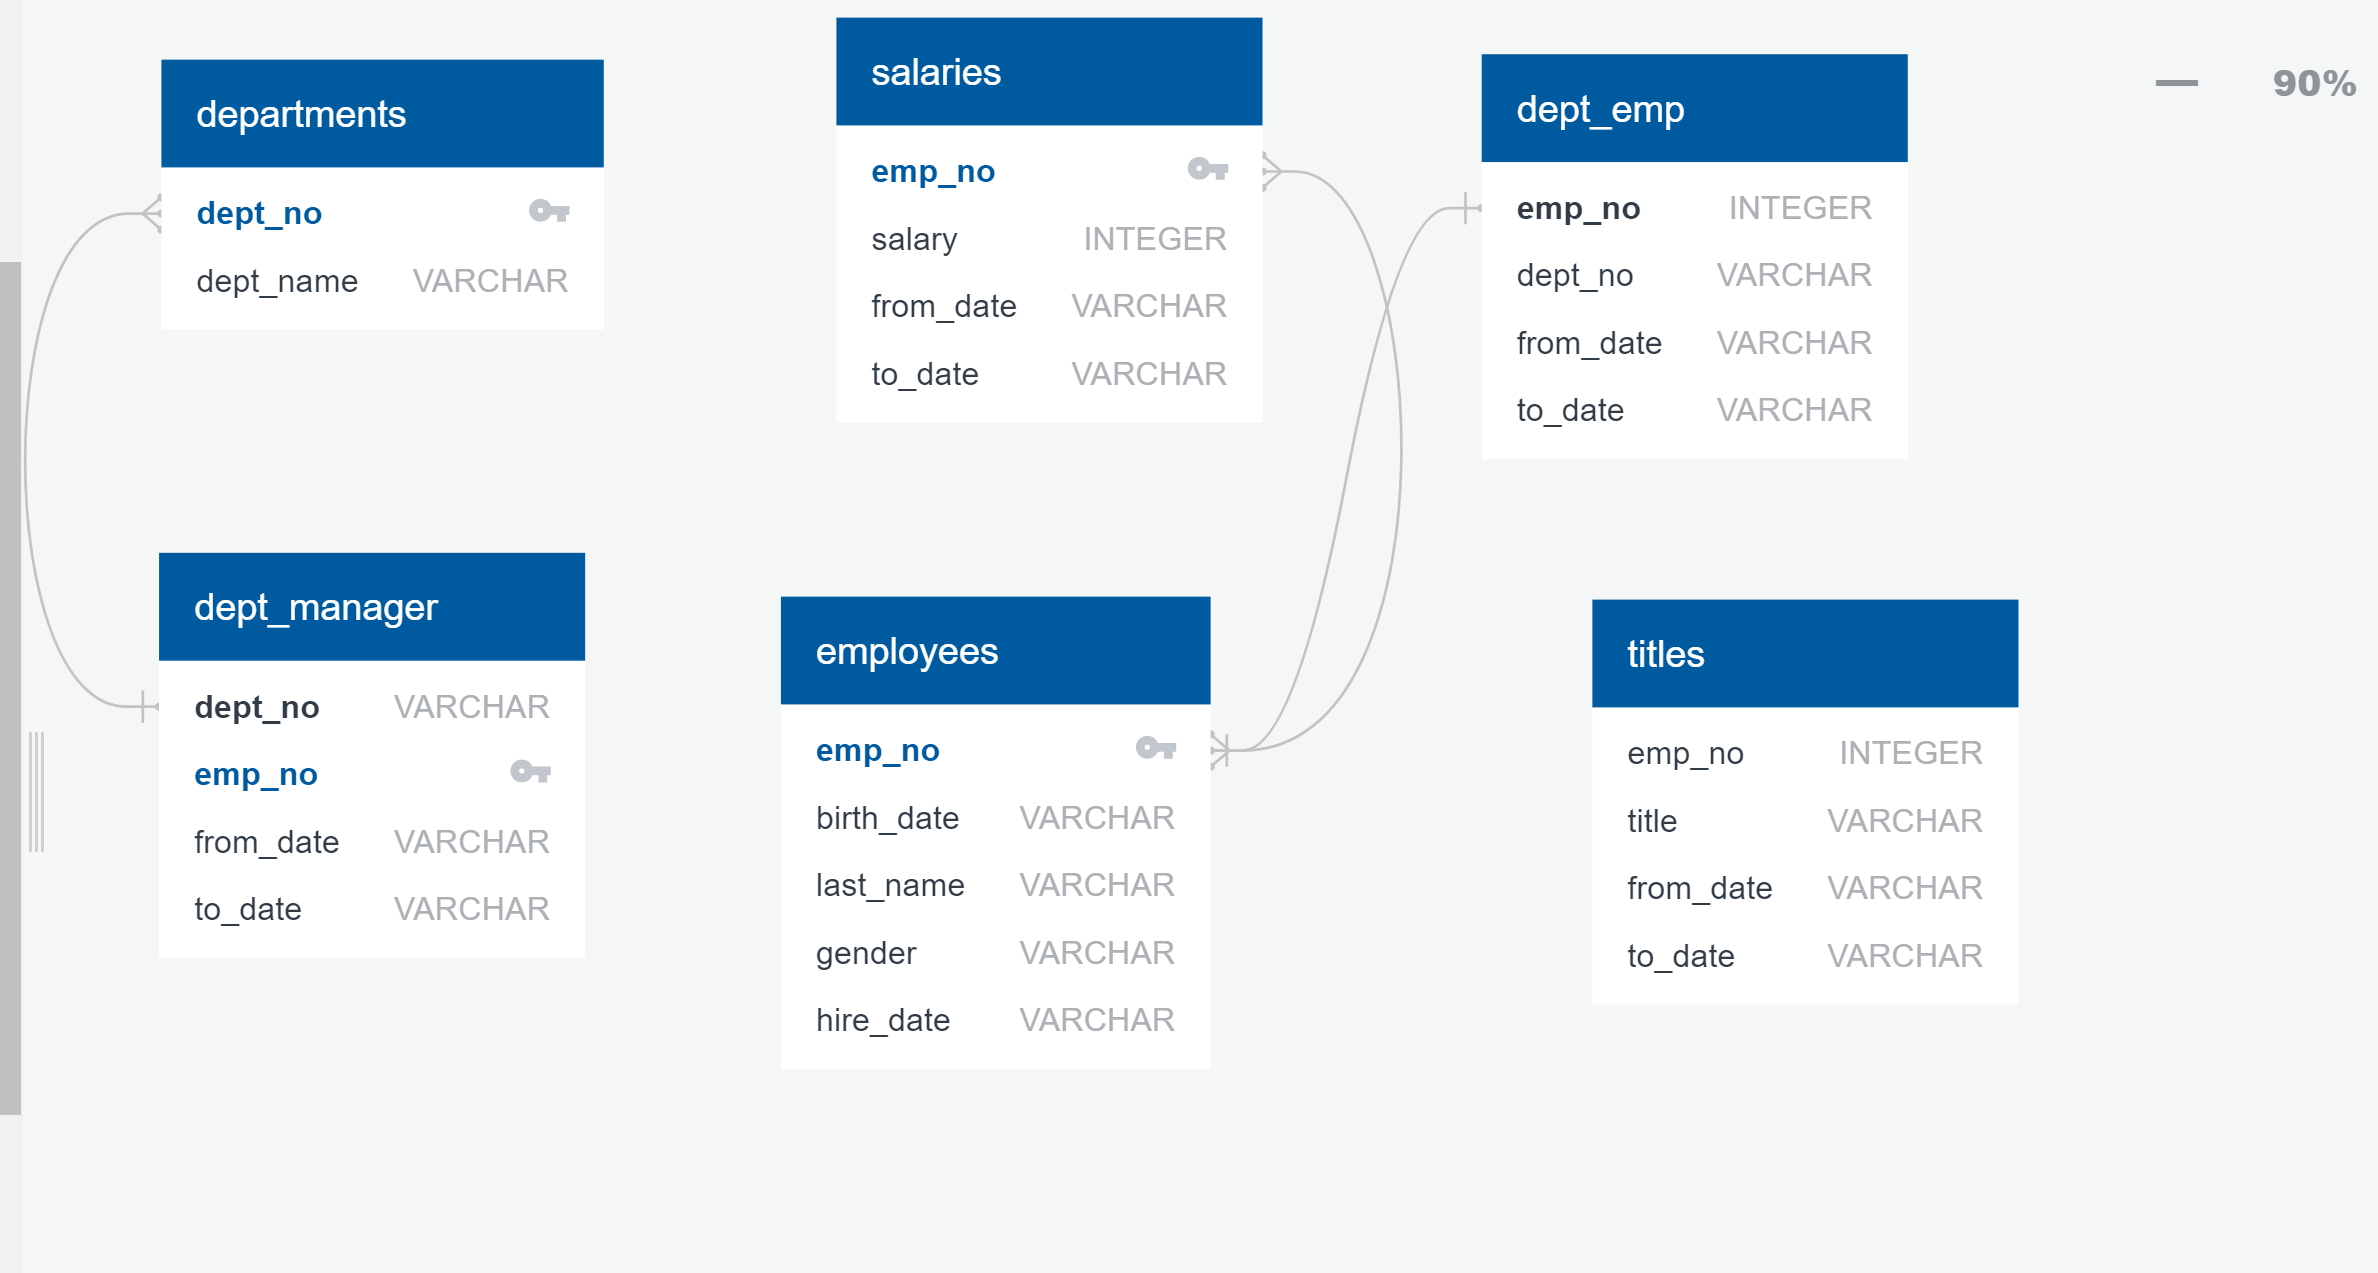 departments
dept_no
dept_name VARCHAR
salaries
emp_no
salary INTEGER
from_date VARCHAR
to_date VARCHAR
dept_emp
emp_no INTEGER
dept_no VARCHAR
from_date VARCHAR
to_date VARCHAR
90%
dept_manager
dept_no VARCHAR
emp_no
from_date VARCHAR
to_date VARCHAR
employees
emp_no
birth_date VARCHAR
last_name VARCHAR
gender VARCHAR
hire_date VARCHAR
titles
emp_no INTEGER
title VARCHAR
from_date VARCHAR
to_date VARCHAR